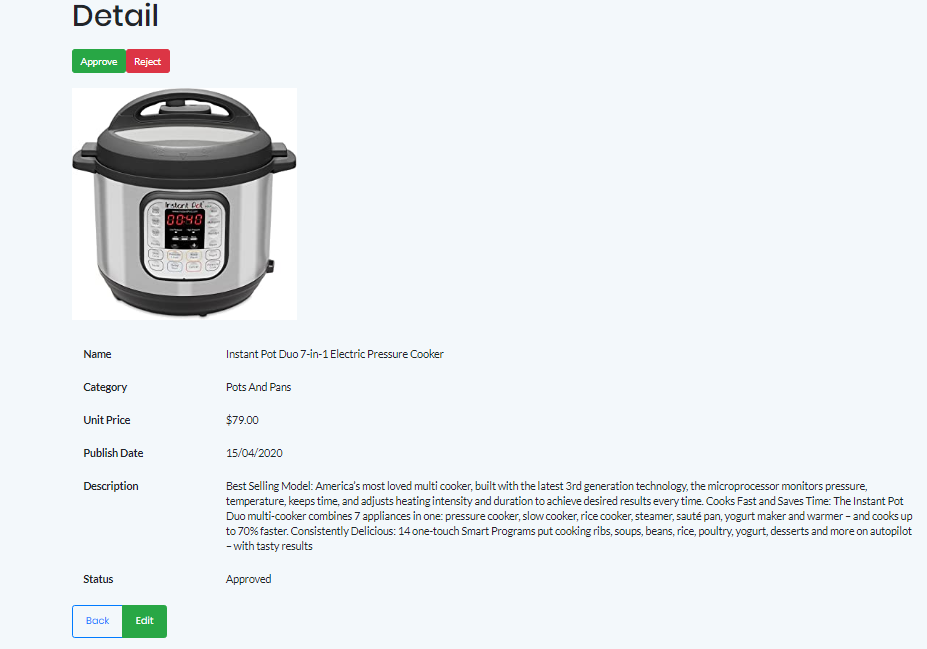 Detail
Approve Reject
Instant Pot
00:40
Name Instant Pot Duo 7-in-1 Electric Pressure Cooker
Category Pots And Pans
Unit Price $79.00
Publish Date 15/04/2020
Description Best Selling Model: America's most loved multi cooker, built with the latest 3rd generation technology, the microprocessor monitors pressure,
temperature, keeps time, and adjusts heating intensity and duration to achieve desired results every time. Cooks Fast and Saves Time: The Instant Pot
Duo multi-cooker combines 7 appliances in one: pressure cooker, slow cooker, rice cooker, steamer, sauté pan, yogurt maker and warmer – and cooks up
to 70% faster. Consistently Delicious: 14 one-touch Smart Programs put cooking ribs, soups, beans, rice, poultry, yogurt, desserts and more on autopilot
– with tasty results
Status Approved
Back Edit